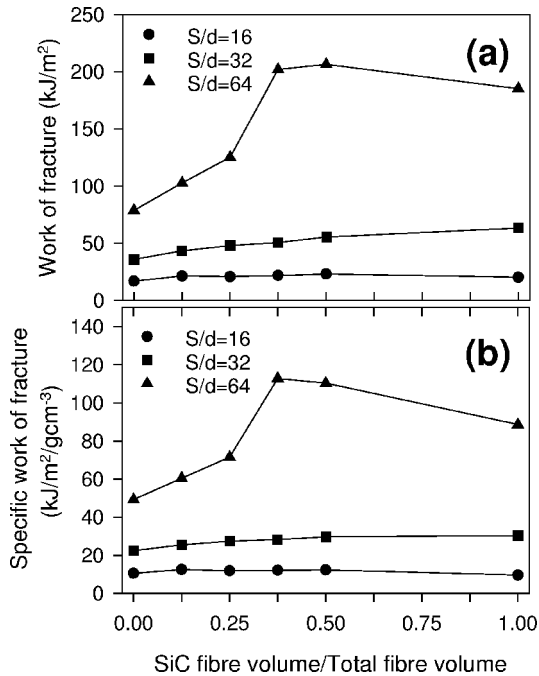 250
200
150
100
50
0
Work of fracture (kJ/m²)
S/d=16
S/d=32
S/d=64
(a)
140
120
100
80
60
40
20
0
Specific work of fracture
(kJ/m²/gcm⁻³)
S/d=16
S/d=32
S/d=64
(b)
0.00 0.25 0.50 0.75 1.00
SiC fibre volume/Total fibre volume